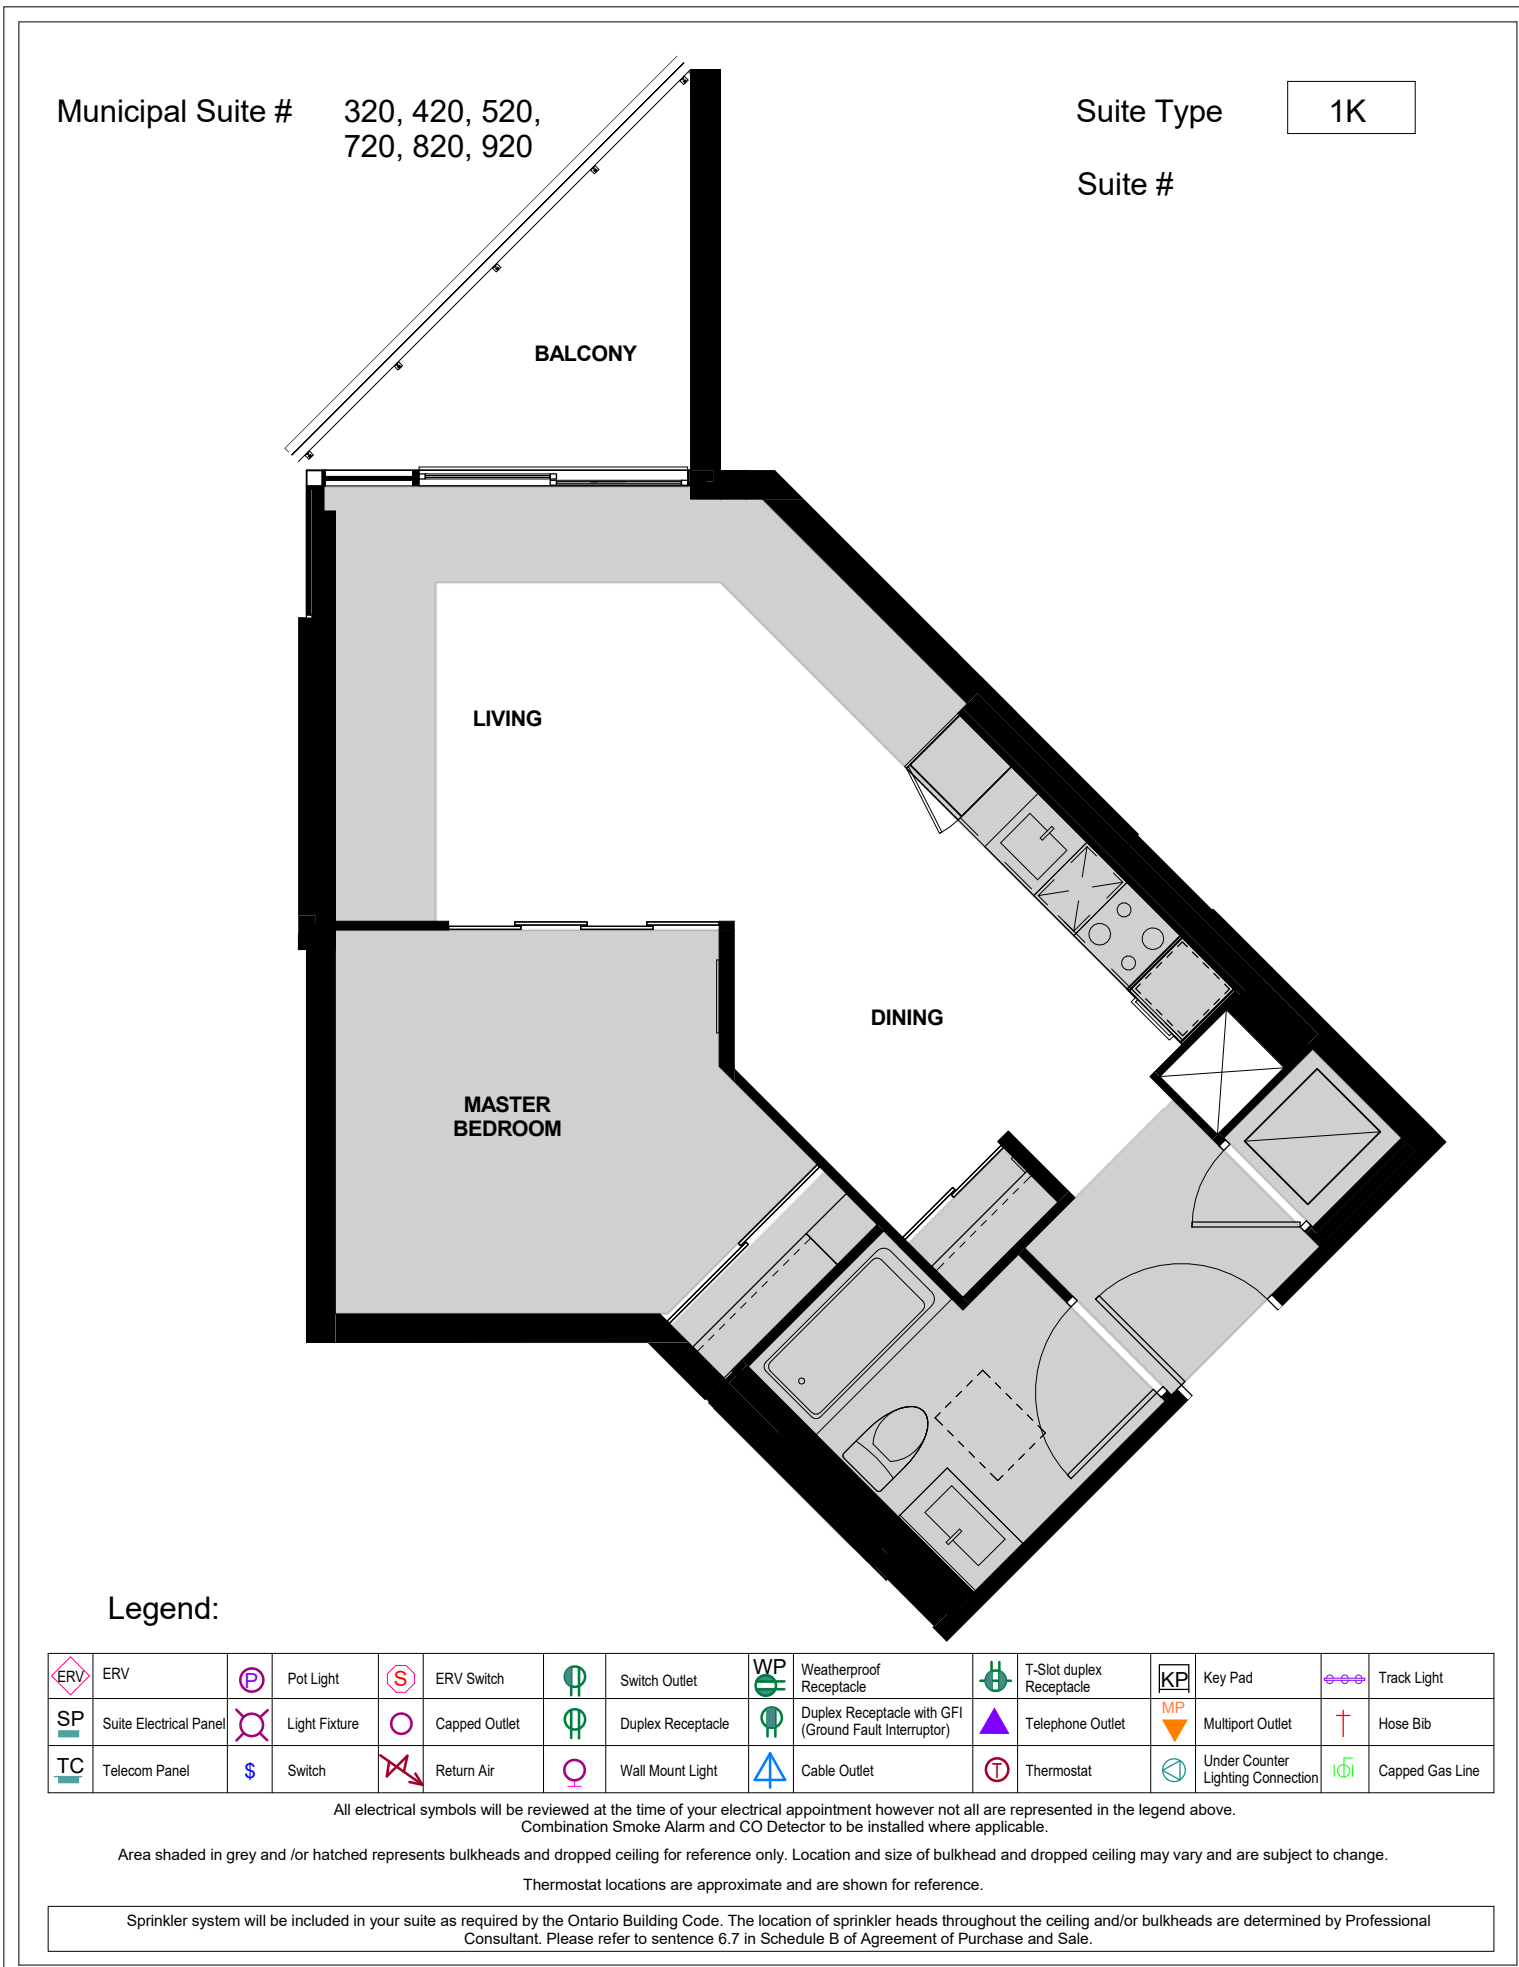 Municipal Suite # 320, 420, 520,
720, 820, 920
Suite Type 1K
Suite #
BALCONY
LIVING
DINING
MASTER
BEDROOM
Legend:
ERV ERV
P Pot Light
S ERV Switch
Switch Outlet
WP Weatherproof
Receptacle
T-Slot duplex
Receptacle
KP Key Pad
Track Light
SP Suite Electrical Panel
Light Fixture
Capped Outlet
Duplex Receptacle
Duplex Receptacle with GFI
(Ground Fault Interruptor)
Telephone Outlet
MP Multiport Outlet
Hose Bib
TC Telecom Panel
$ Switch
Return Air
Wall Mount Light
Cable Outlet
T Thermostat
Under Counter
Lighting Connection
Capped Gas Line
All electrical symbols will be reviewed at the time of your electrical appointment however not all are represented in the legend above.
Combination Smoke Alarm and CO Detector to be installed where applicable.
Area shaded in grey and /or hatched represents bulkheads and dropped ceiling for reference only. Location and size of bulkhead and dropped ceiling may vary and are subject to change.
Thermostat locations are approximate and are shown for reference.
Sprinkler system will be included in your suite as required by the Ontario Building Code. The location of sprinkler heads throughout the ceiling and/or bulkheads are determined by Professional
Consultant. Please refer to sentence 6.7 in Schedule B of Agreement of Purchase and Sale.